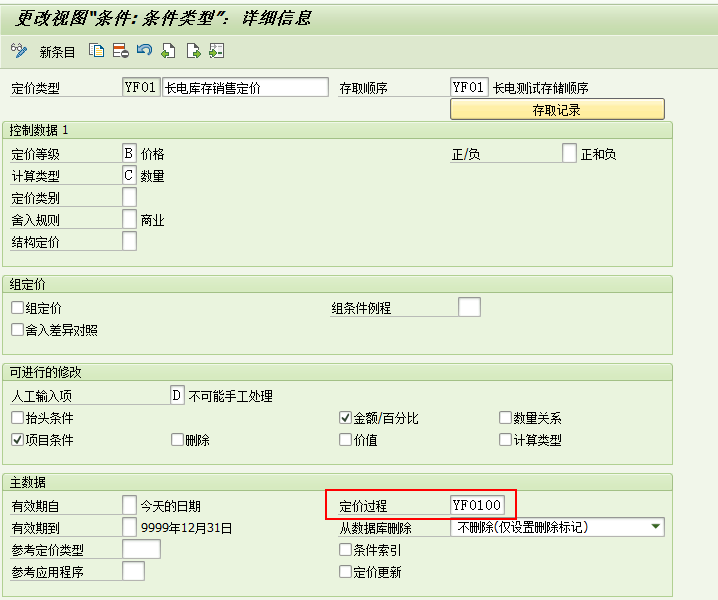 更改视图"条件: 条件类型": 详细信息
新条目
定价类型 YF01 长电库存销售定价 存取顺序 YF01 长电测试存储顺序
存取记录
控制数据 1
定价等级 B 价格 正/负 正和负
计算类型 C 数量
定价类别
舍入规则 商业
结构定价
组定价
组定价 组条件例程
舍入差异对照
可进行的修改
人工输入项 D 不可能手工处理
抬头条件 金额/百分比 数量关系
项目条件 删除 价值 计算类型
主数据
有效期自 今天的日期 定价过程 YF0100
有效期到 9999年12月31日 从数据库删除 不删除(仅设置删除标记)
参考定价类型 条件索引
参考应用程序 定价更新